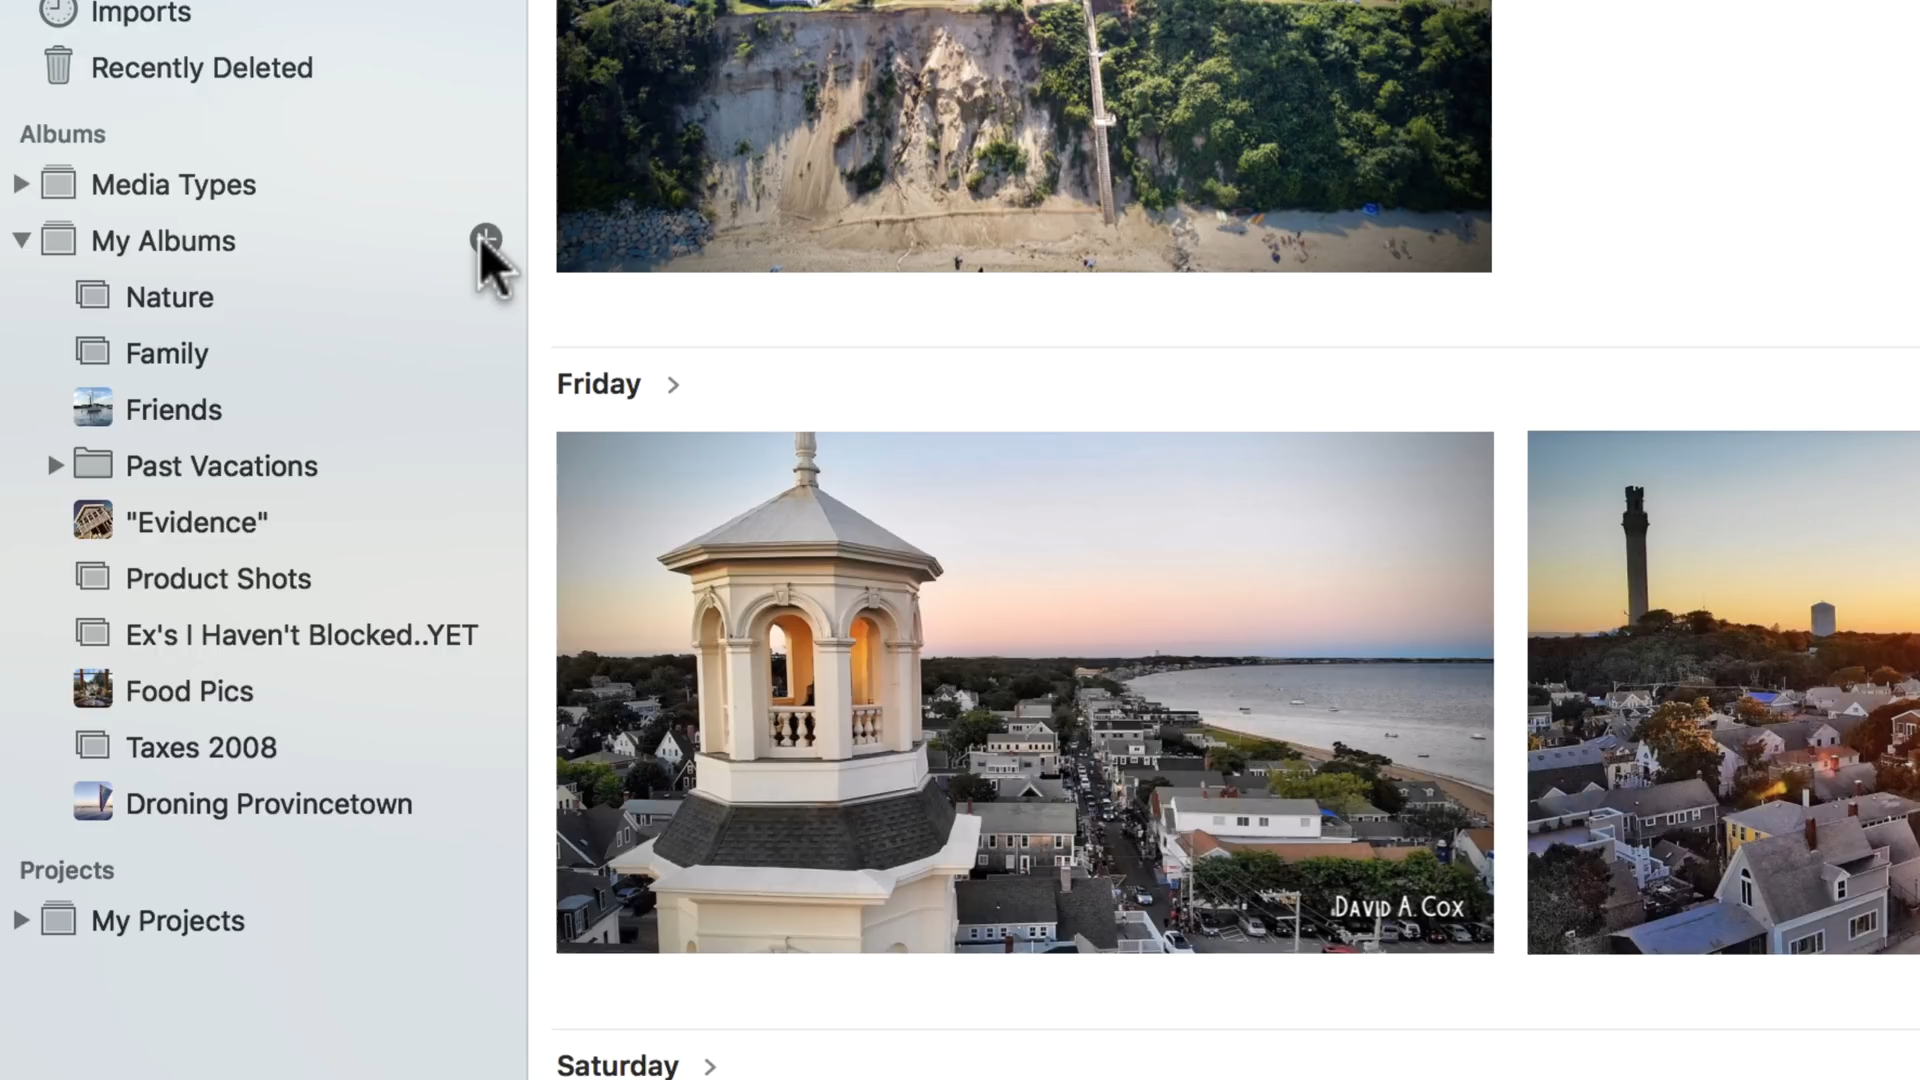 Imports
Recently Deleted
Albums
Media Types
My Albums
Nature
Family
Friends
Past Vacations
"Evidence"
Product Shots
Ex's I Haven't Blocked..YET
Food Pics
Taxes 2008
Droning Provincetown
Projects
My Projects
Friday
DAVID A. COX
Saturday